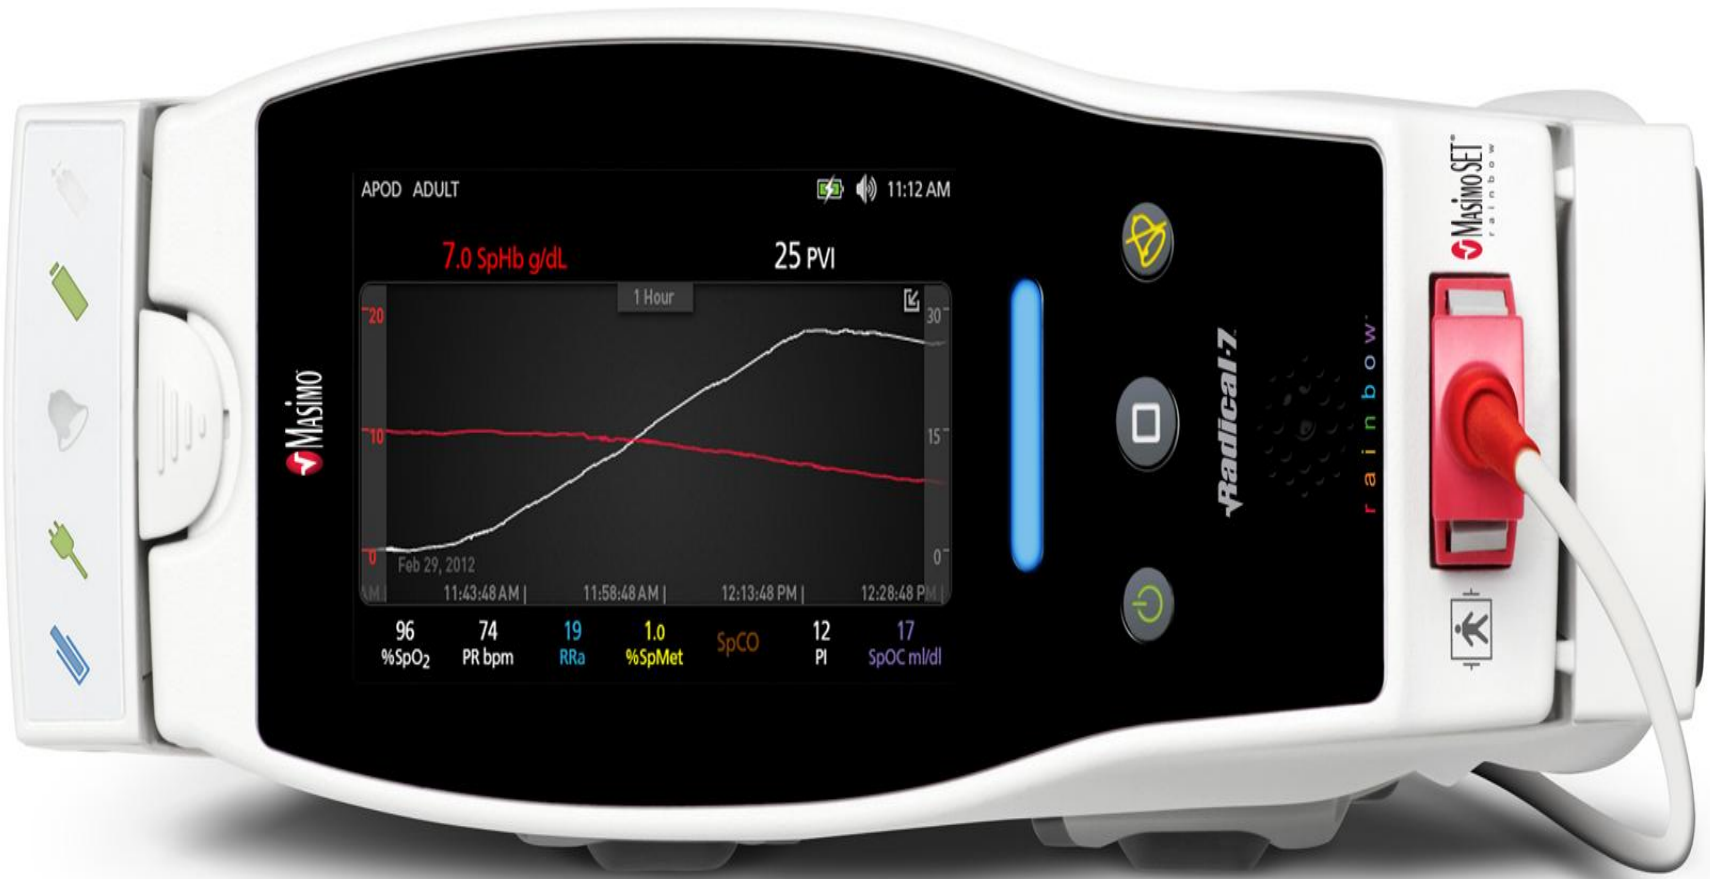 APOD ADULT
11:12 AM
7.0 SpHb g/dL
25 PVI
1 Hour
20
30
10
15
0
0
Feb 29, 2012
AM
11:43:48 AM
11:58:48 AM
12:13:48 PM
12:28:48 PM
96
%SpO2
74
PR bpm
19
RRa
1.0
%SpMet
SpCO
12
PI
17
SpOC ml/dl
MASIMO
Radical-7
rainbow
MASIMO SET
rainbow